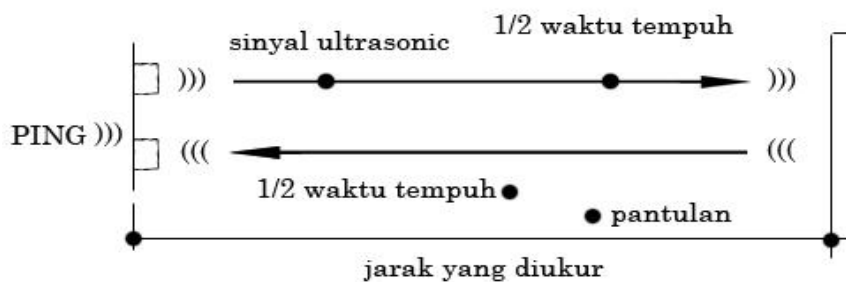 1/2 waktu tempuh
sinyal ultrasonic
)))
)))
PING )))
(((
(((
1/2 waktu tempuh
pantulan
jarak yang diukur